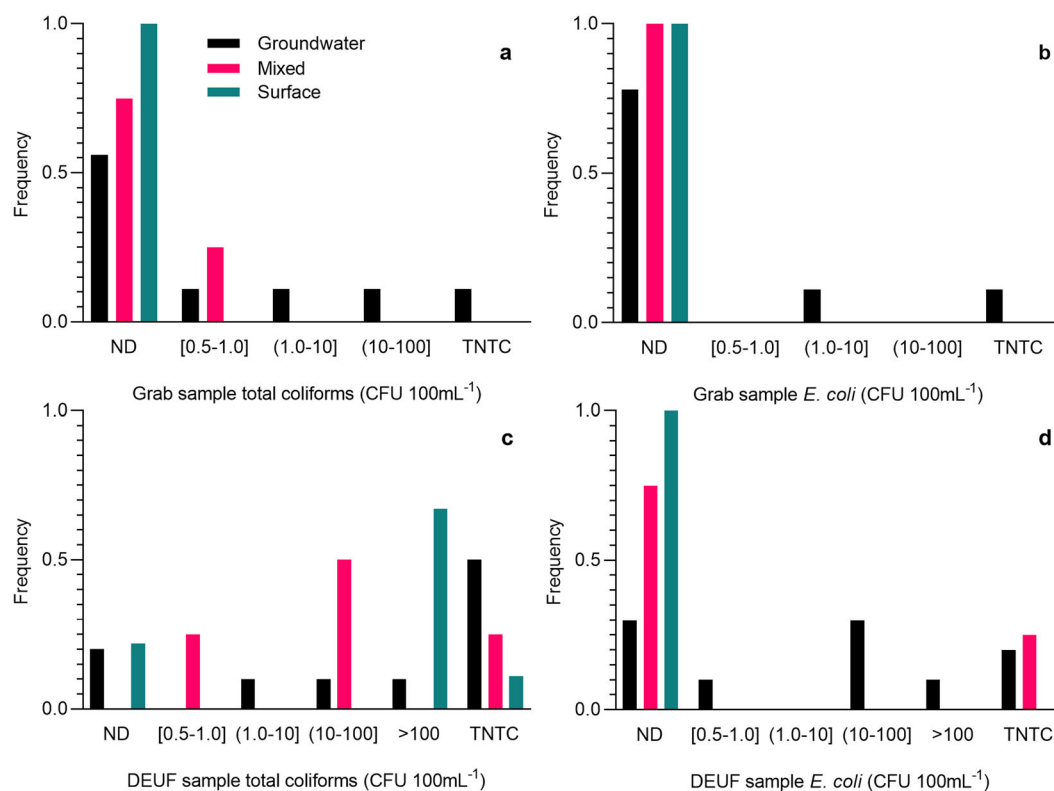 1.0
a
Groundwater
Mixed
Surface
Frequency
0.5
0.0
ND [0.5-1.0] (1.0-10] (10-100] TNTC
Grab sample total coliforms (CFU 100mL⁻¹)
1.0
b
Frequency
0.5
0.0
ND [0.5-1.0] (1.0-10] (10-100] TNTC
Grab sample E. coli (CFU 100mL⁻¹)
1.0
c
Frequency
0.5
0.0
ND [0.5-1.0] (1.0-10] (10-100] >100 TNTC
DEUF sample total coliforms (CFU 100mL⁻¹)
1.0
d
Frequency
0.5
0.0
ND [0.5-1.0] (1.0-10] (10-100] >100 TNTC
DEUF sample E. coli (CFU 100mL⁻¹)